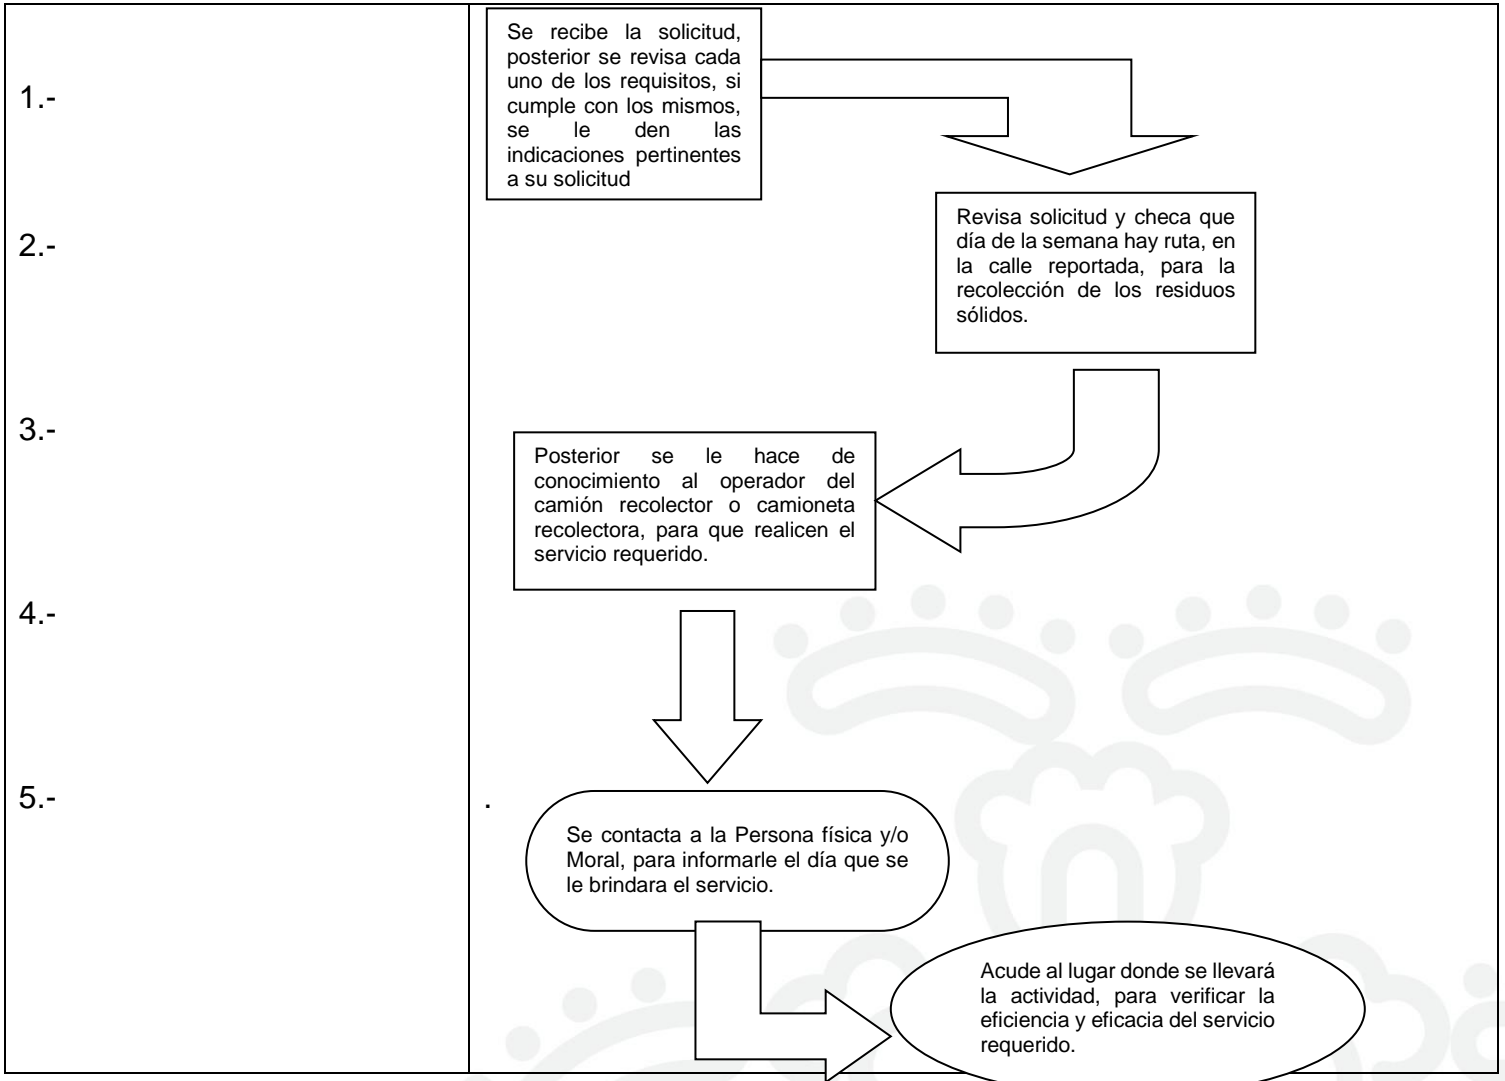 1.-
Se recibe la solicitud,
posterior se revisa cada
uno de los requisitos, si
cumple con los mismos,
se le den las
indicaciones pertinentes
a su solicitud
2.-
Revisa solicitud y checa que
día de la semana hay ruta, en
la calle reportada, para la
recolección de los residuos
sólidos.
3.-
Posterior se le hace de
conocimiento al operador del
camión recolector o camioneta
recolectora, para que realicen el
servicio requerido.
4.-
5.-
.
Se contacta a la Persona física y/o
Moral, para informarle el día que se
le brindara el servicio.
Acude al lugar donde se llevará
la actividad, para verificar la
eficiencia y eficacia del servicio
requerido.